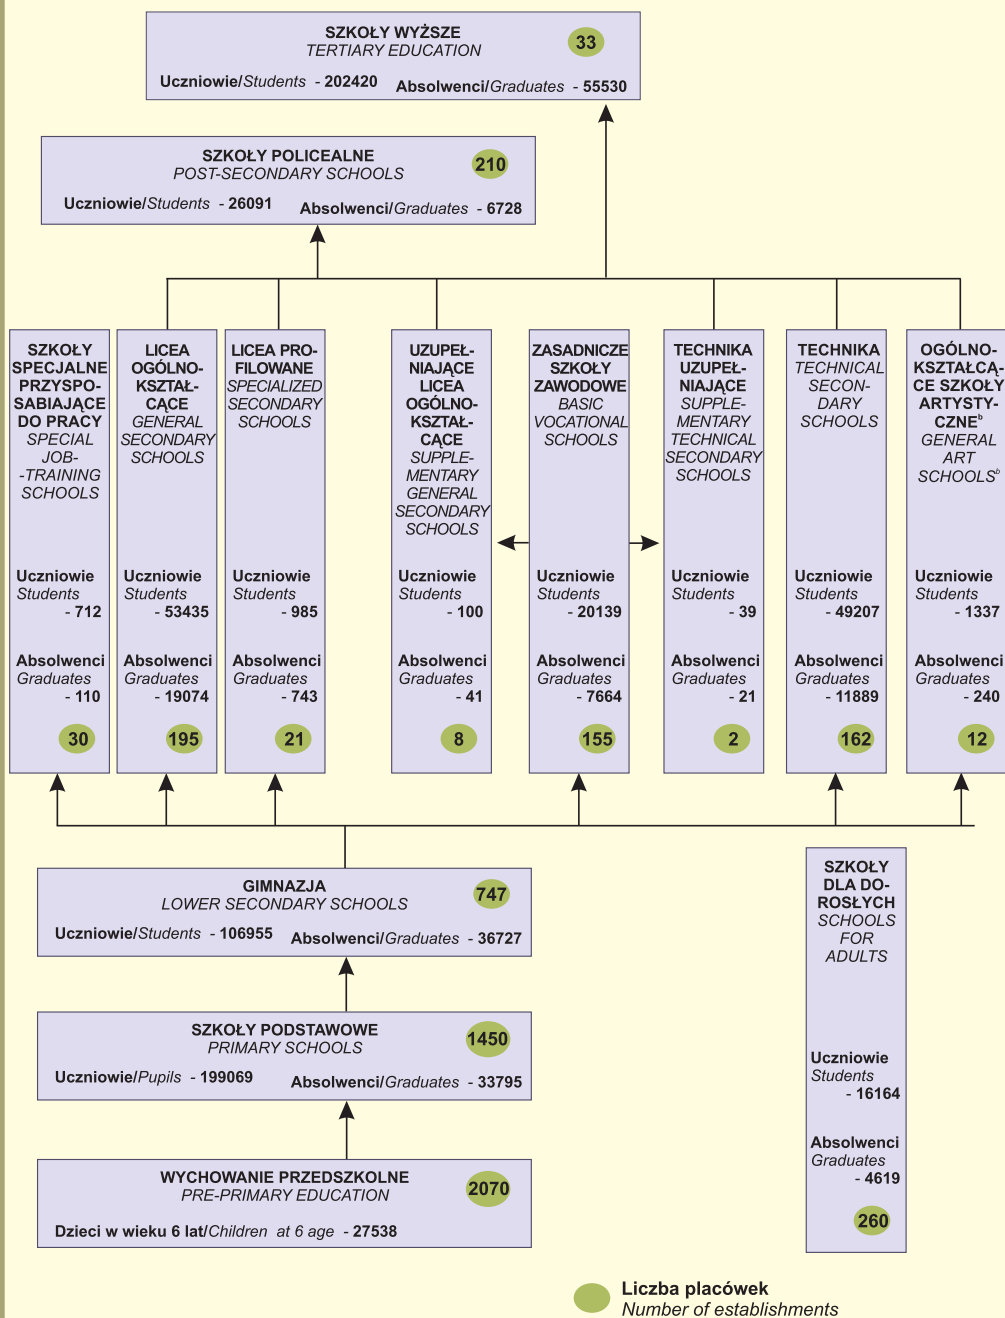 SZKOŁY WYŻSZE
TERTIARY EDUCATION
33
Uczniowie/Students - 202420
Absolwenci/Graduates - 55530
SZKOŁY POLICEALNE
POST-SECONDARY SCHOOLS
210
Uczniowie/Students - 26091
Absolwenci/Graduates - 6728
SZKOŁY
SPECJALNE
PRZYSPO-
SABIAJĄCE
DO PRACY
SPECIAL
JOB-
-TRAINING
SCHOOLS
Uczniowie
Students
- 712
Absolwenci
Graduates
- 110
30
LICEA
OGÓLNO-
KSZTAŁ-
CĄCE
GENERAL
SECONDARY
SCHOOLS
Uczniowie
Students
- 53435
Absolwenci
Graduates
- 19074
195
LICEA PRO-
FILOWANE
SPECIALIZED
SECONDARY
SCHOOLS
Uczniowie
Students
- 985
Absolwenci
Graduates
- 743
21
UZUPEŁ-
NIAJĄCE
LICEA
OGÓLNO-
KSZTAŁ-
CĄCE
SUPPLE-
MENTARY
GENERAL
SECONDARY
SCHOOLS
Uczniowie
Students
- 100
Absolwenci
Graduates
- 41
8
ZASADNICZE
SZKOŁY
ZAWODOWE
BASIC
VOCATIONAL
SCHOOLS
Uczniowie
Students
- 20139
Absolwenci
Graduates
- 7664
155
TECHNIKA
UZUPEŁ-
NIAJĄCE
SUPPLE-
MENTARY
TECHNICAL
SECONDARY
SCHOOLS
Uczniowie
Students
- 39
Absolwenci
Graduates
- 21
2
TECHNIKA
TECHNICAL
SECON-
DARY
SCHOOLS
Uczniowie
Students
- 49207
Absolwenci
Graduates
- 11889
162
OGÓLNO-
KSZTAŁCĄ-
CE SZKOŁY
ARTYSTY-
CZNEᵇ
GENERAL
ART
SCHOOLSᵇ
Uczniowie
Students
- 1337
Absolwenci
Graduates
- 240
12
GIMNAZJA
LOWER SECONDARY SCHOOLS
747
Uczniowie/Students - 106955
Absolwenci/Graduates - 36727
SZKOŁY PODSTAWOWE
PRIMARY SCHOOLS
1450
Uczniowie/Pupils - 199069
Absolwenci/Graduates - 33795
WYCHOWANIE PRZEDSZKOLNE
PRE-PRIMARY EDUCATION
2070
Dzieci w wieku 6 lat/Children at 6 age - 27538
SZKOŁY
DLA DO-
ROSŁYCH
SCHOOLS
FOR
ADULTS
Uczniowie
Students
- 16164
Absolwenci
Graduates
- 4619
260
Liczba placówek
Number of establishments